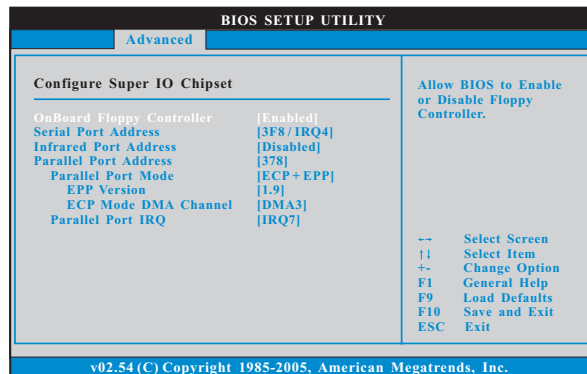 BIOS SETUP UTILITY
Advanced
Configure Super IO Chipset
OnBoard Floppy Controller [Enabled]
Serial Port Address [3F8 / IRQ4]
Infrared Port Address [Disabled]
Parallel Port Address [378]
Parallel Port Mode [ECP + EPP]
EPP Version [1.9]
ECP Mode DMA Channel [DMA3]
Parallel Port IRQ [IRQ7]
Allow BIOS to Enable
or Disable Floppy
Controller.
←→ Select Screen
↑↓ Select Item
+- Change Option
F1 General Help
F9 Load Defaults
F10 Save and Exit
ESC Exit
v02.54 (C) Copyright 1985-2005, American Megatrends, Inc.